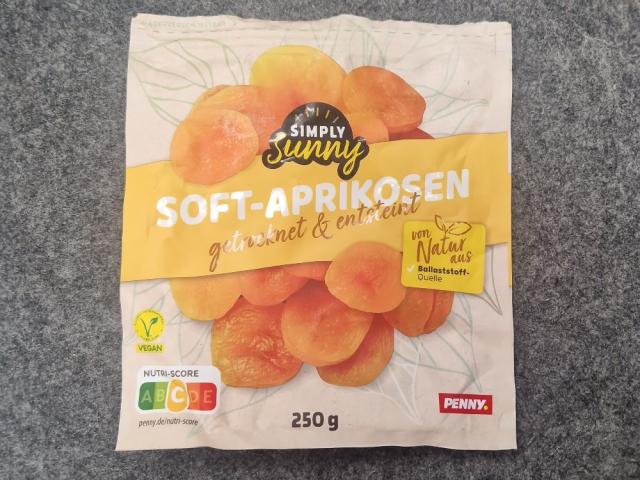 SIMPLY
Sunny
SOFT-APRIKOSEN
getrocknet & entsteint
von
Natur
aus
✓ Ballaststoff-
Quelle
VEGAN
NUTRI-SCORE
ABCDE
penny.de/nutri-score
250 g
PENNY.